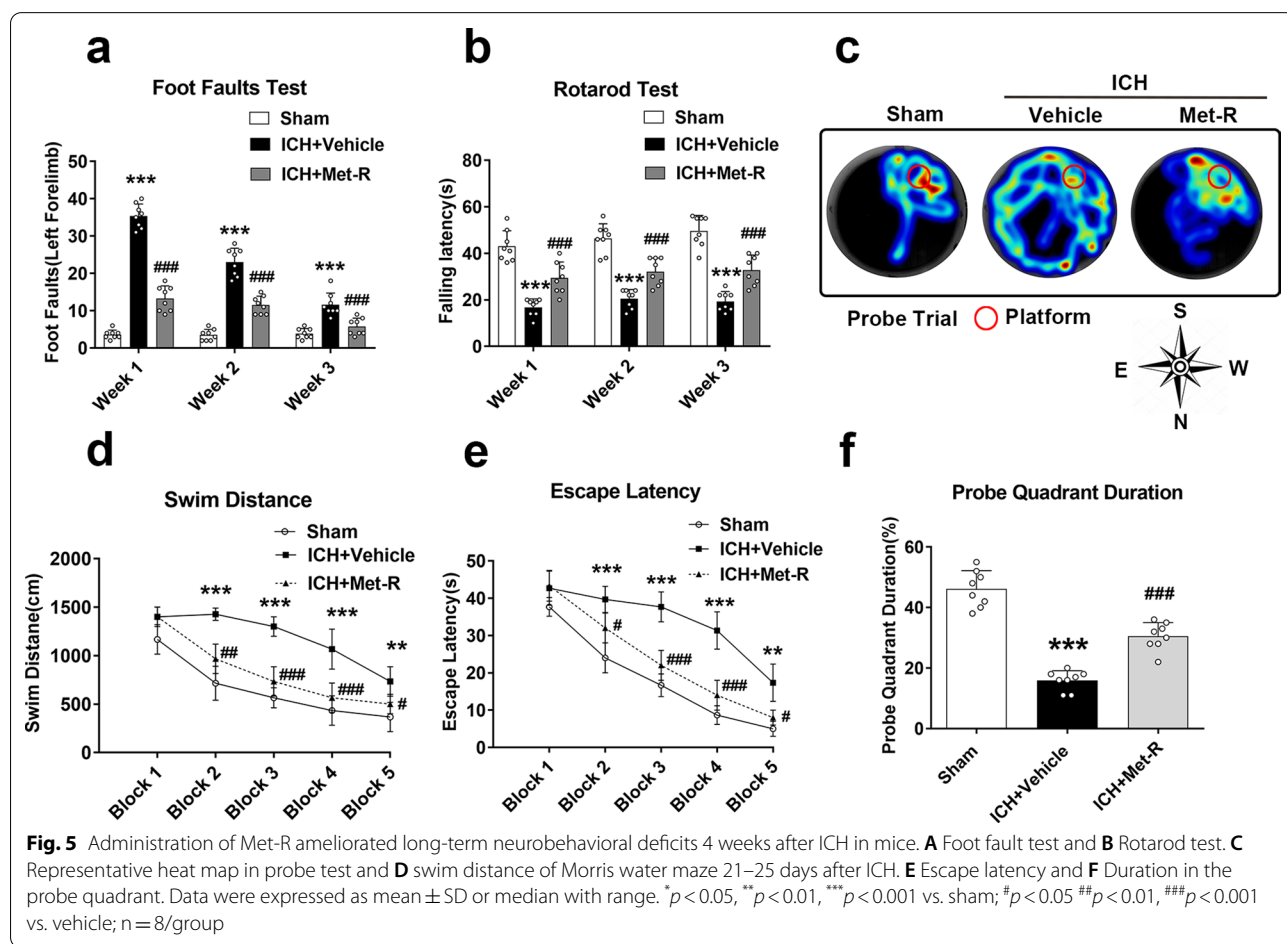 a
Foot Faults Test
Sham
ICH+Vehicle
ICH+Met-R
Foot Faults(Left Forelimb)
50
40
30
20
10
0
***
###
***
###
***
###
Week 1
Week 2
Week 3
b
Rotarod Test
Sham
ICH+Vehicle
ICH+Met-R
Falling latency(s)
80
60
40
20
0
***
###
***
###
***
###
Week 1
Week 2
Week 3
c
ICH
Sham
Vehicle
Met-R
Probe Trial
Platform
S
E
W
N
d
Swim Distance
Sham
ICH+Vehicle
ICH+Met-R
Swim Distane(cm)
2000
1500
1000
500
0
***
***
***
**
##
###
###
#
Block 1
Block 2
Block 3
Block 4
Block 5
e
Escape Latency
Sham
ICH+Vehicle
ICH+Met-R
Escape Latency(s)
50
40
30
20
10
0
***
***
***
**
#
###
###
#
Block 1
Block 2
Block 3
Block 4
Block 5
f
Probe Quadrant Duration
Probe Quadrant Duration(%)
60
40
20
0
***
###
Sham
ICH+Vehicle
ICH+Met-R
Fig. 5 Administration of Met-R ameliorated long-term neurobehavioral deficits 4 weeks after ICH in mice. A Foot fault test and B Rotarod test. C
Representative heat map in probe test and D swim distance of Morris water maze 21–25 days after ICH. E Escape latency and F Duration in the
probe quadrant. Data were expressed as mean ± SD or median with range. *p < 0.05, **p < 0.01, ***p < 0.001 vs. sham; #p < 0.05 ##p < 0.01, ###p < 0.001
vs. vehicle; n = 8/group